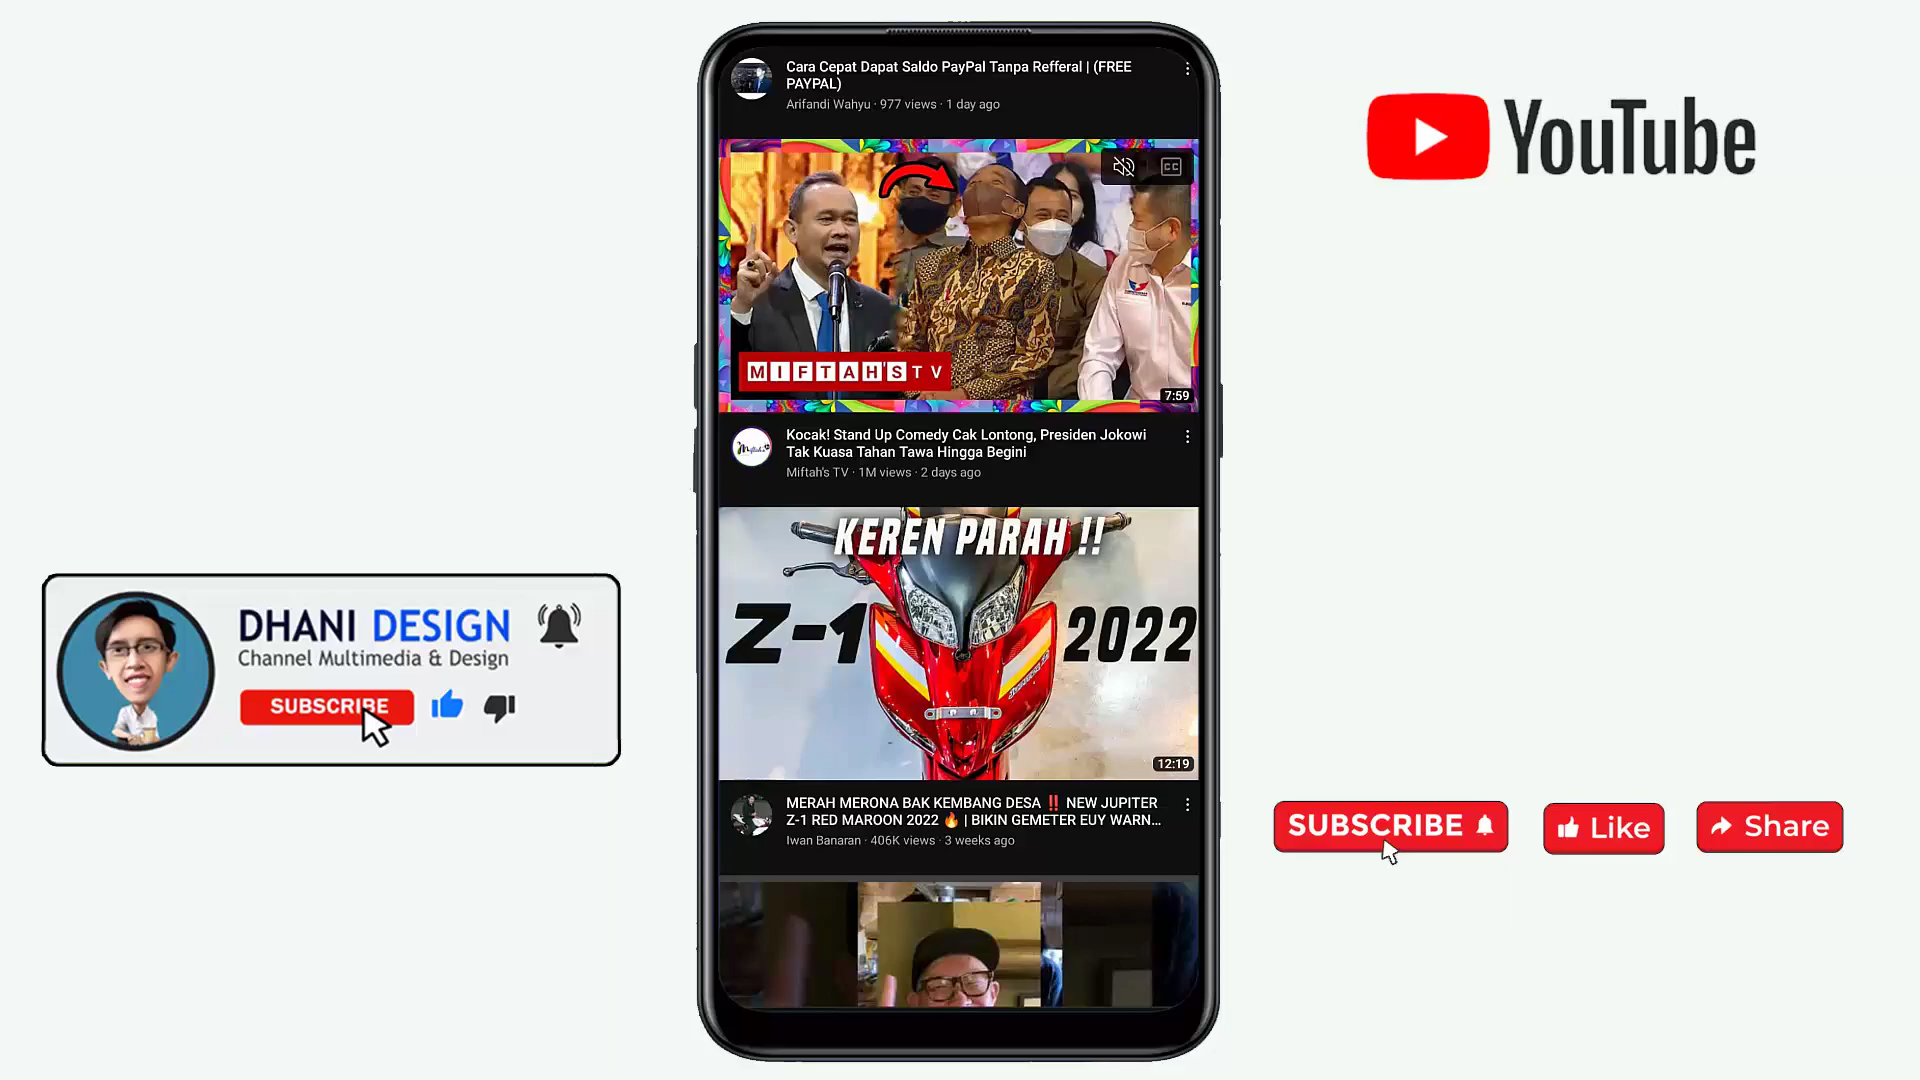 Cara Cepat Dapat Saldo PayPal Tanpa Refferal | (FREE
PAYPAL)
Arifandi Wahyu · 977 views · 1 day ago
YouTube
CC
MIFTAH'S TV
7:59
Kocak! Stand Up Comedy Cak Lontong, Presiden Jokowi
Tak Kuasa Tahan Tawa Hingga Begini
Miftah's TV · 1M views · 2 days ago
KEREN PARAH !!
Z-1 2022
12:19
DHANI DESIGN
Channel Multimedia & Design
SUBSCRIBE
MERAH MERONA BAK KEMBANG DESA ‼️ NEW JUPITER
Z-1 RED MAROON 2022 🔥 | BIKIN GEMETER EUY WARN...
Iwan Banaran · 406K views · 3 weeks ago
SUBSCRIBE
Like
Share